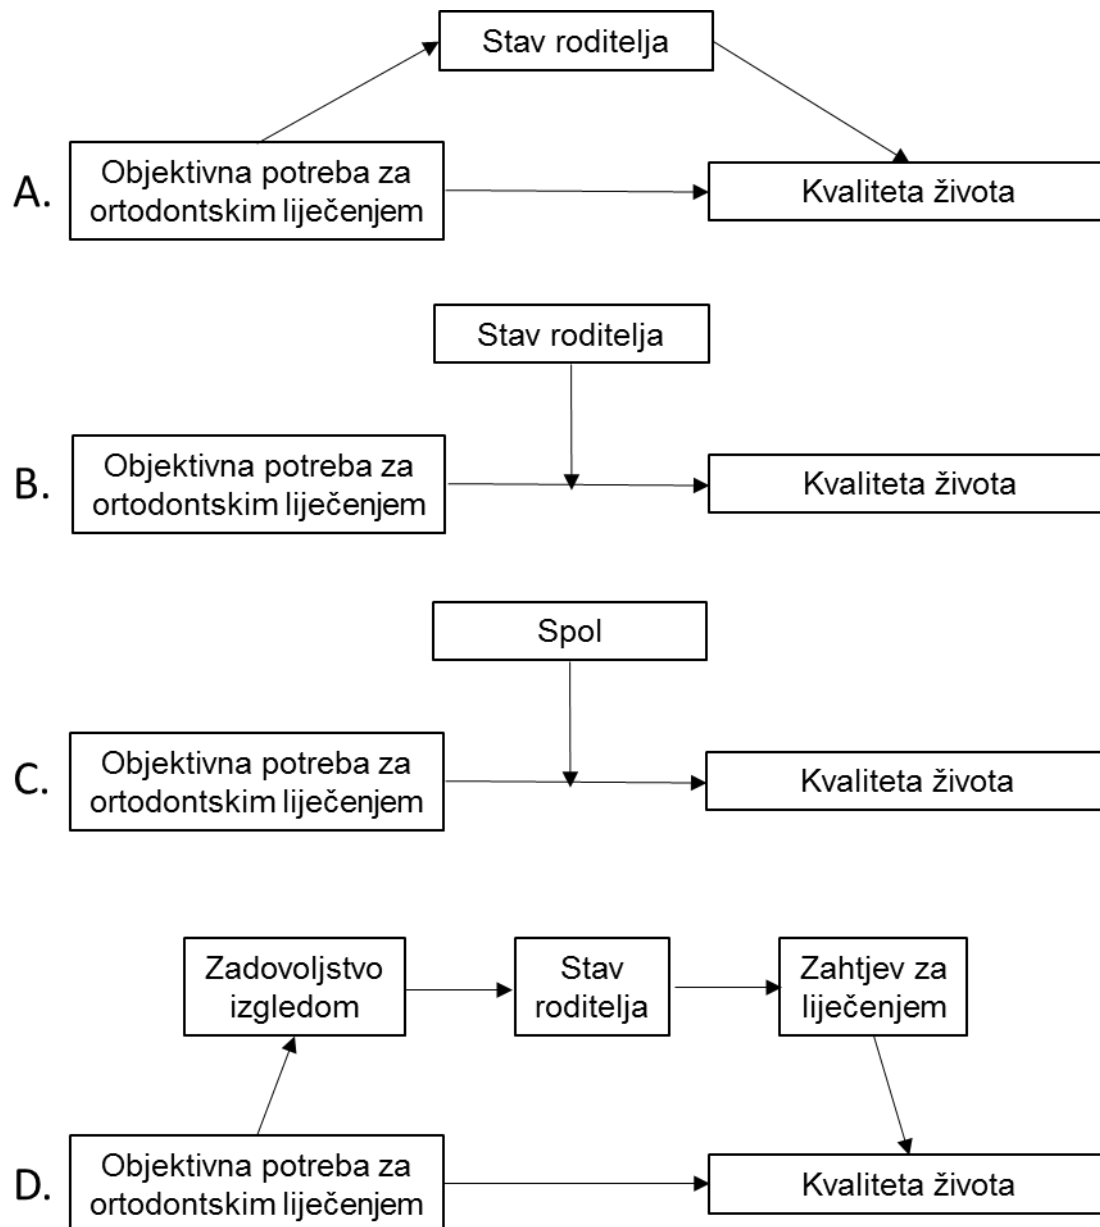 Stav roditelja
A.
Objektivna potreba za
ortodontskim liječenjem
Kvaliteta života
Stav roditelja
B.
Objektivna potreba za
ortodontskim liječenjem
Kvaliteta života
Spol
C.
Objektivna potreba za
ortodontskim liječenjem
Kvaliteta života
Zadovoljstvo
izgledom
Stav
roditelja
Zahtjev za
liječenjem
D.
Objektivna potreba za
ortodontskim liječenjem
Kvaliteta života